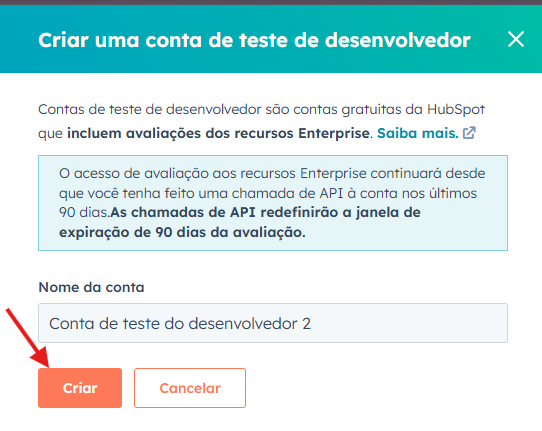 Criar uma conta de teste de desenvolvedor
Contas de teste de desenvolvedor são contas gratuitas da HubSpot
que incluem avaliações dos recursos Enterprise. Saiba mais.
O acesso de avaliação aos recursos Enterprise continuará desde
que você tenha feito uma chamada de API à conta nos últimos
90 dias.As chamadas de API redefinirão a janela de
expiração de 90 dias da avaliação.
Nome da conta
Conta de teste do desenvolvedor 2
Criar
Cancelar